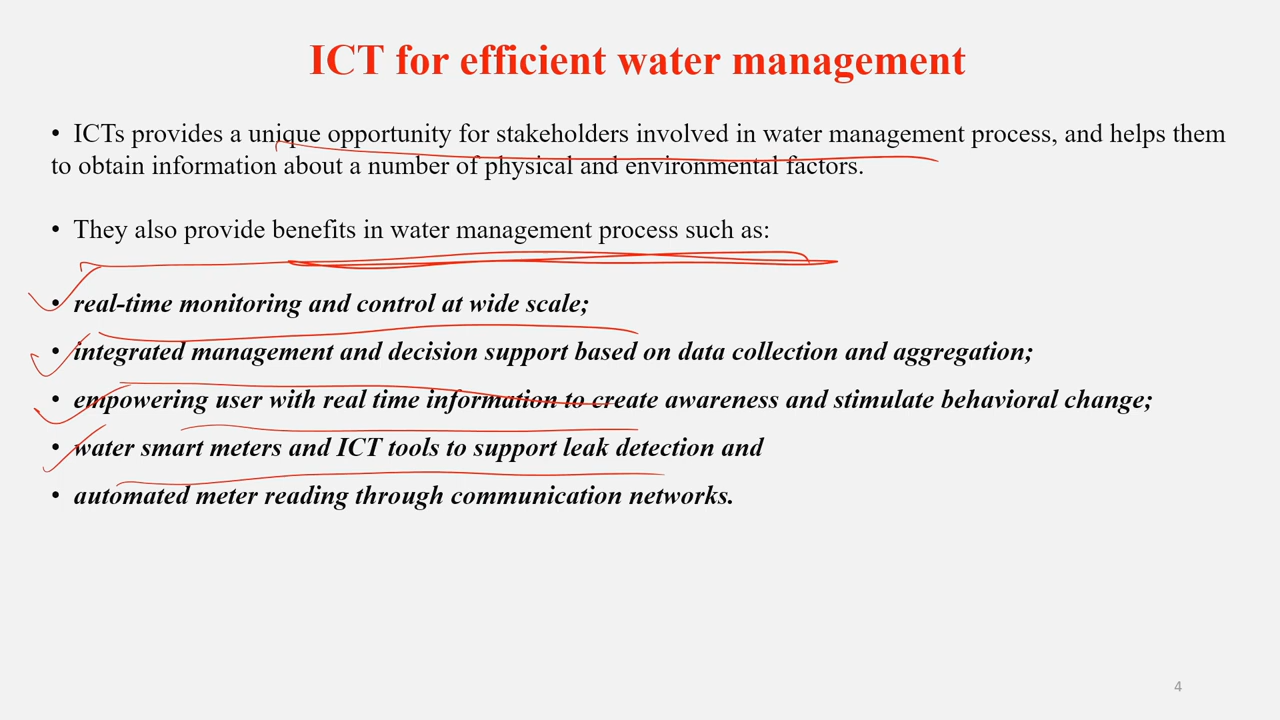 ICT for efficient water management
• ICTs provides a unique opportunity for stakeholders involved in water management process, and helps them
to obtain information about a number of physical and environmental factors.
• They also provide benefits in water management process such as:
• real-time monitoring and control at wide scale;
• integrated management and decision support based on data collection and aggregation;
• empowering user with real time information to create awareness and stimulate behavioral change;
• water smart meters and ICT tools to support leak detection and
• automated meter reading through communication networks.
4